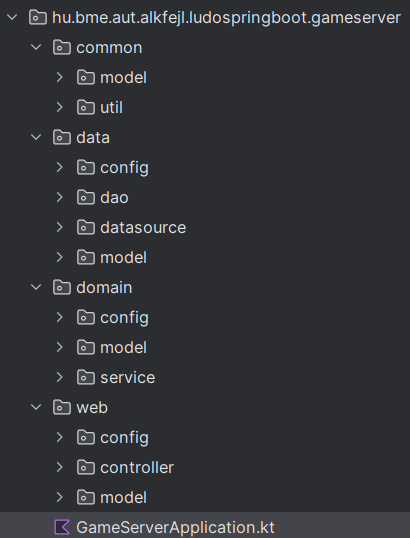 hu.bme.aut.alkfejl.ludospringboot.gameserver
common
model
util
data
config
dao
datasource
model
domain
config
model
service
web
config
controller
model
GameServerApplication.kt